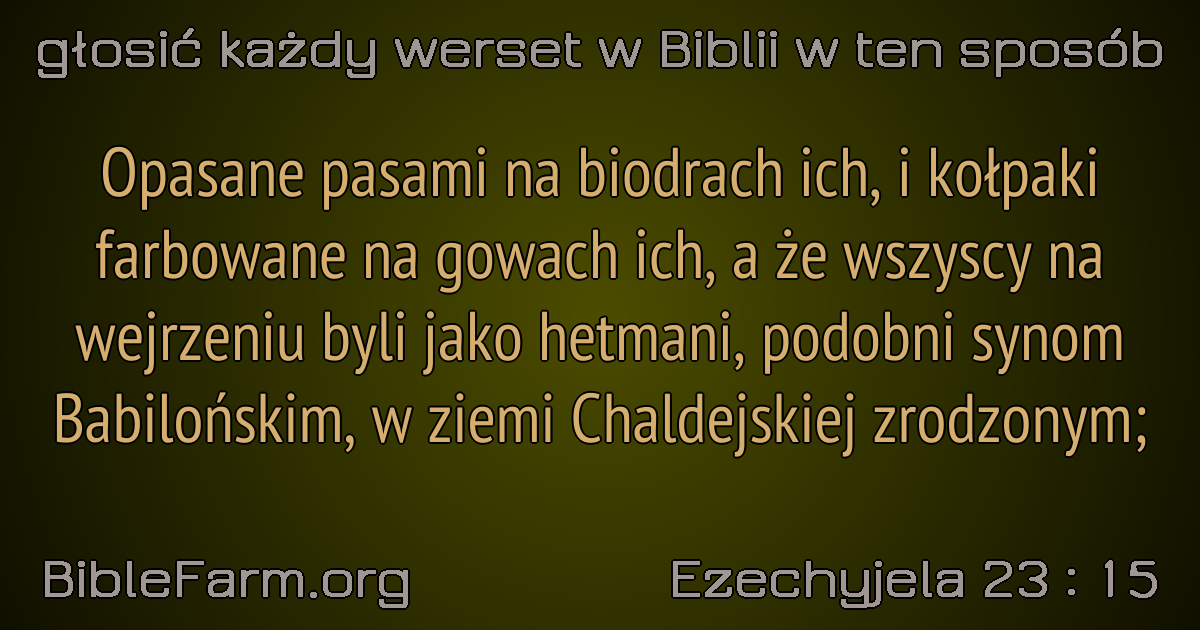 głosić każdy werset w Biblii w ten sposób
Opasane pasami na biodrach ich, i kołpaki
farbowane na gowach ich, a że wszyscy na
wejrzeniu byli jako hetmani, podobni synom
Babilońskim, w ziemi Chaldejskiej zrodzonym;
BibleFarm.org
Ezechyjela 23 : 15